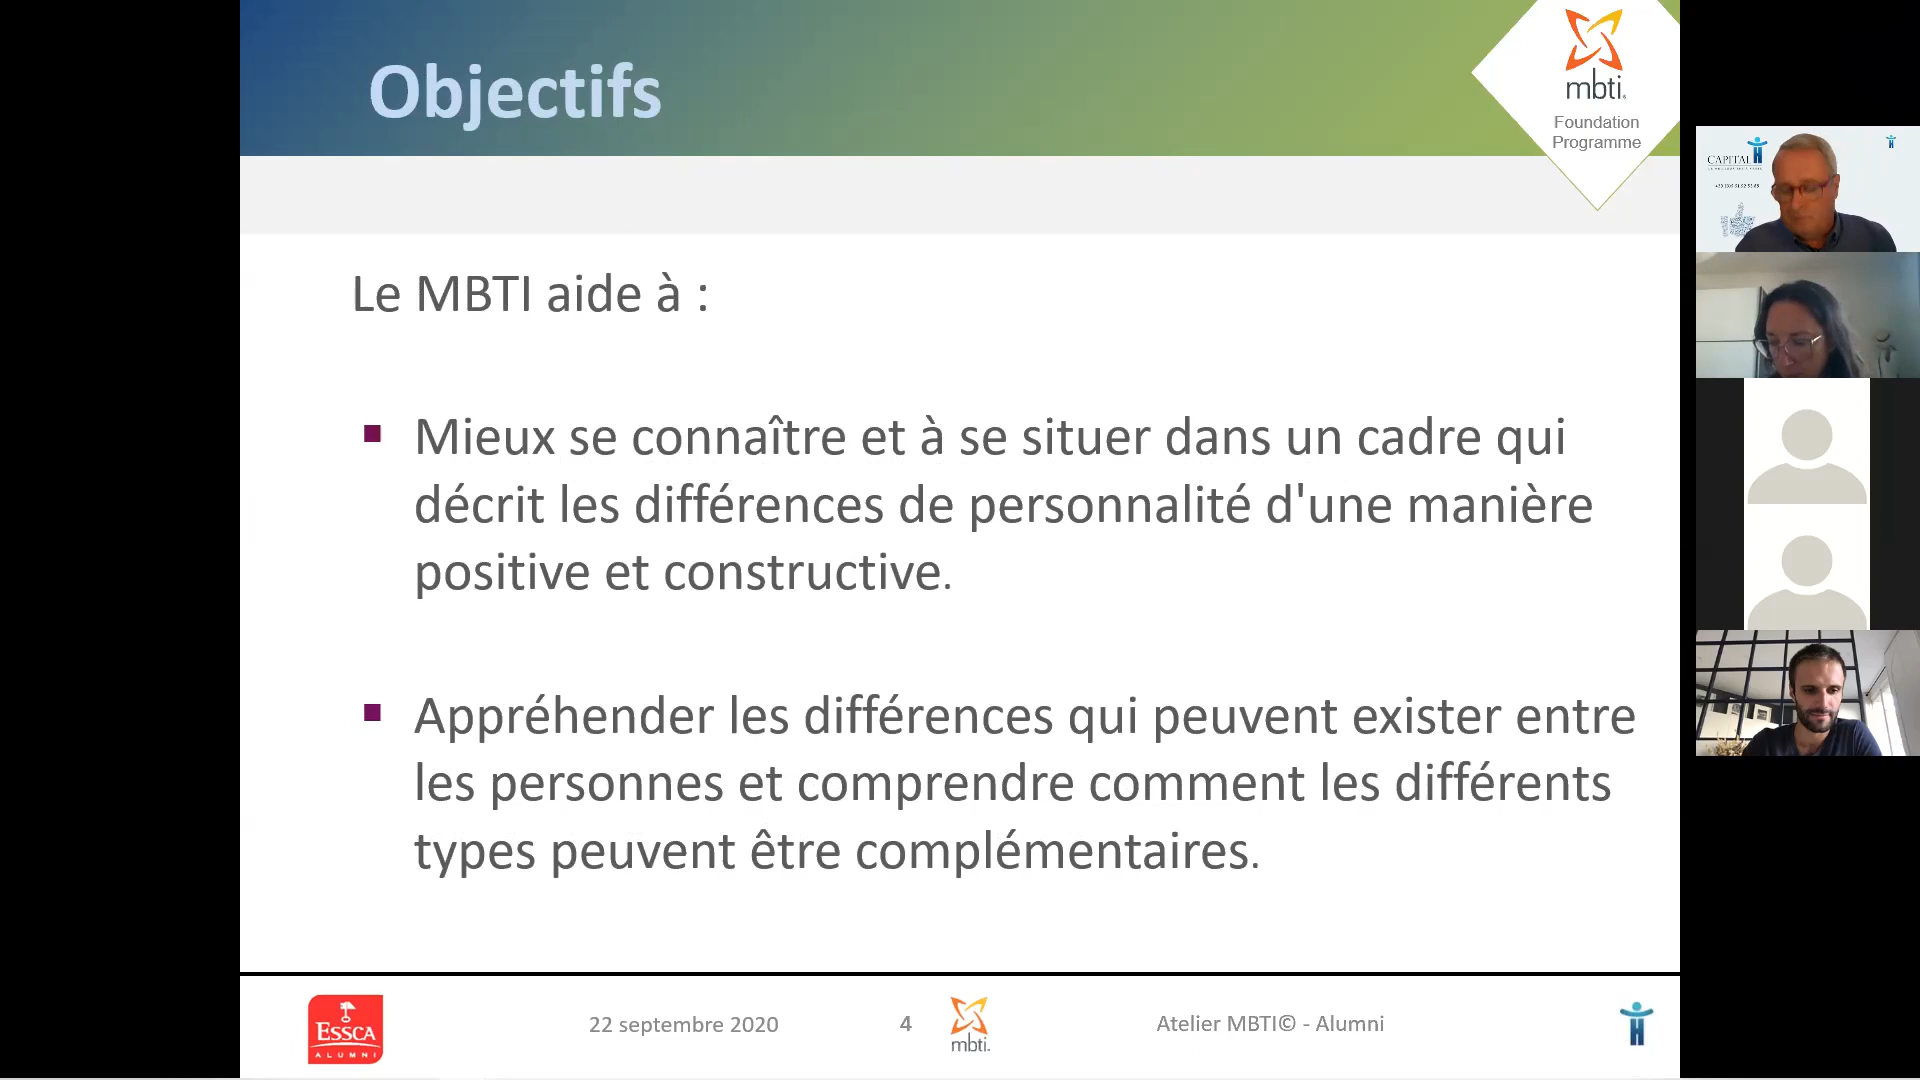 Objectifs
mbti.
Foundation
Programme
Le MBTI aide à :
▪ Mieux se connaître et à se situer dans un cadre qui
décrit les différences de personnalité d'une manière
positive et constructive.
▪ Appréhender les différences qui peuvent exister entre
les personnes et comprendre comment les différents
types peuvent être complémentaires.
ESSCA
ALUMNI
22 septembre 2020
4
mbti.
Atelier MBTI© - Alumni
CAPITAL H